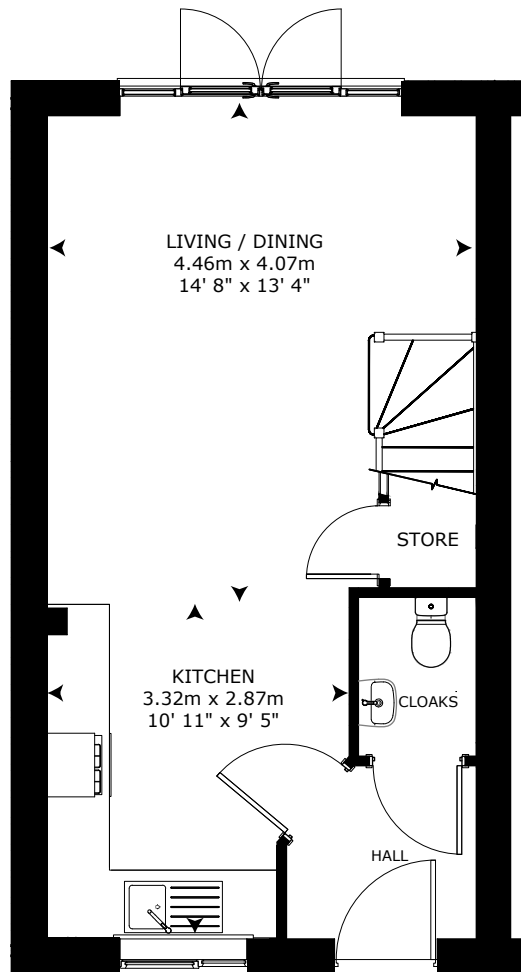 LIVING / DINING
4.46m x 4.07m
14' 8" x 13' 4"
STORE
KITCHEN
3.32m x 2.87m
10' 11" x 9' 5"
CLOAKS
HALL